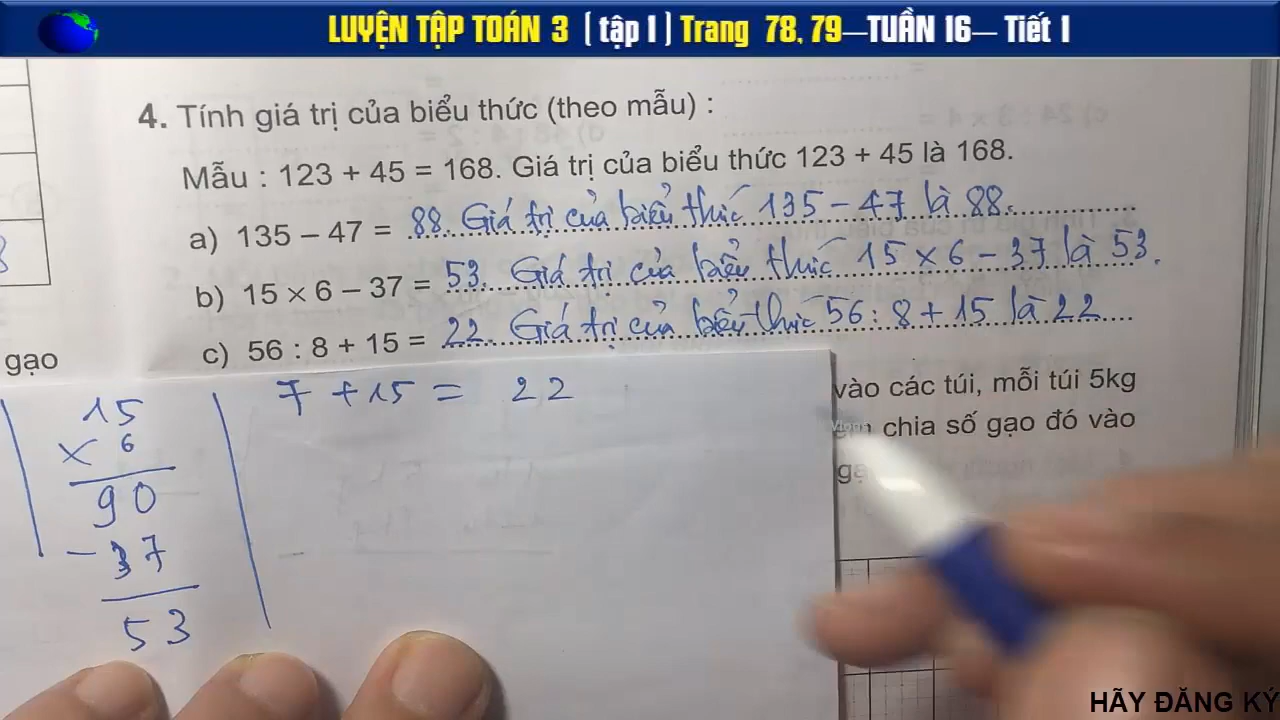 LUYỆN TẬP TOÁN 3 ( tập 1 ) Trang 78, 79–TUẦN 16– Tiết 1
4. Tính giá trị của biểu thức (theo mẫu) :
Mẫu : 123 + 45 = 168. Giá trị của biểu thức 123 + 45 là 168.
a) 135 – 47 = 88. Giá trị của biểu thức 135 – 47 là 88.
b) 15 × 6 – 37 = 53. Giá trị của biểu thức 15 × 6 – 37 là 53.
c) 56 : 8 + 15 = 22. Giá trị của biểu thức 56 : 8 + 15 là 22
gạo
7 + 15 = 22
15
× 6
90
– 37
53
vào các túi, mỗi túi 5kg
chia số gạo đó vào
HÃY ĐĂNG KÝ